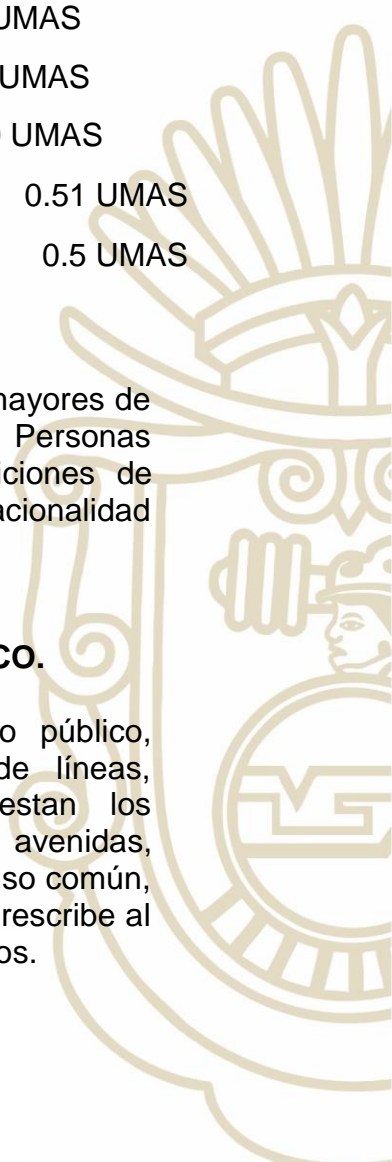 UMAS
UMAS
UMAS
0.51 UMAS
0.5 UMAS
mayores de
Personas
iciones de
acionalidad
CO.
o público,
de líneas,
estan los
avenidas,
so común,
rescribe al
os.